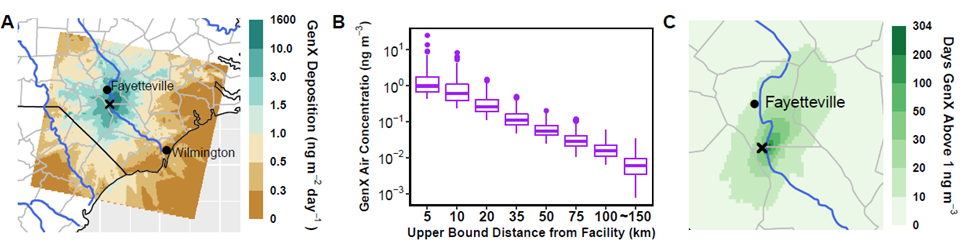 A
Fayetteville
Wilmington
1600
10.0
3.0
1.5
1.0
0.5
0.3
0
GenX Deposition (ng m⁻² day⁻¹)
B
GenX Air Concentratio (ng m⁻³)
10¹
10⁰
10⁻¹
10⁻²
10⁻³
5 10 20 35 50 75 100 ~150
Upper Bound Distance from Facility (km)
C
Fayetteville
304
200
100
50
30
20
10
0
Days GenX Above 1 ng m⁻³